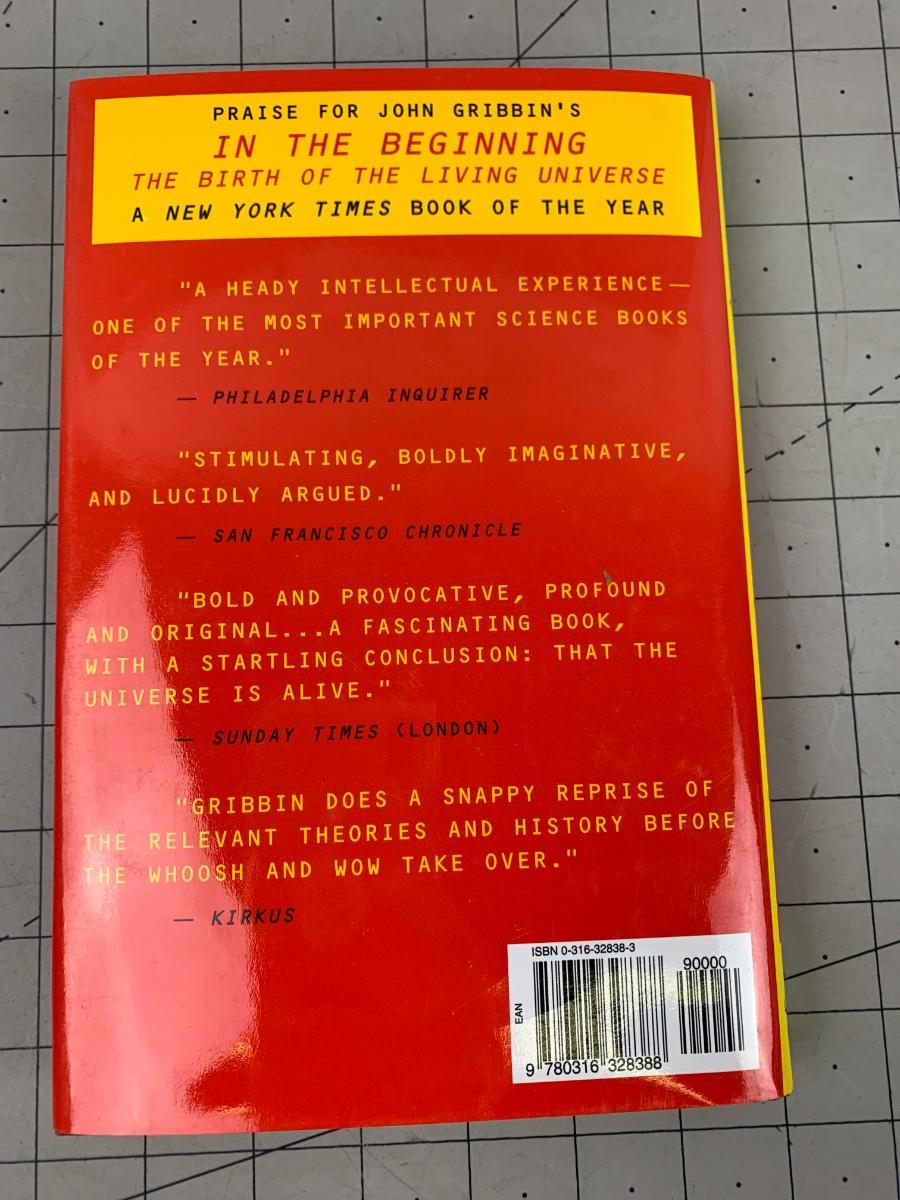 PRAISE FOR JOHN GRIBBIN'S
IN THE BEGINNING
THE BIRTH OF THE LIVING UNIVERSE
A NEW YORK TIMES BOOK OF THE YEAR
"A HEADY INTELLECTUAL EXPERIENCE—
ONE OF THE MOST IMPORTANT SCIENCE BOOKS
OF THE YEAR."
— PHILADELPHIA INQUIRER
"STIMULATING, BOLDLY IMAGINATIVE,
AND LUCIDLY ARGUED."
— SAN FRANCISCO CHRONICLE
"BOLD AND PROVOCATIVE, PROFOUND
AND ORIGINAL...A FASCINATING BOOK,
WITH A STARTLING CONCLUSION: THAT THE
UNIVERSE IS ALIVE."
— SUNDAY TIMES (LONDON)
"GRIBBIN DOES A SNAPPY REPRISE OF
THE RELEVANT THEORIES AND HISTORY BEFORE
THE WHOOSH AND WOW TAKE OVER."
— KIRKUS
ISBN 0-316-32838-3
90000
EAN
9 780316 328388